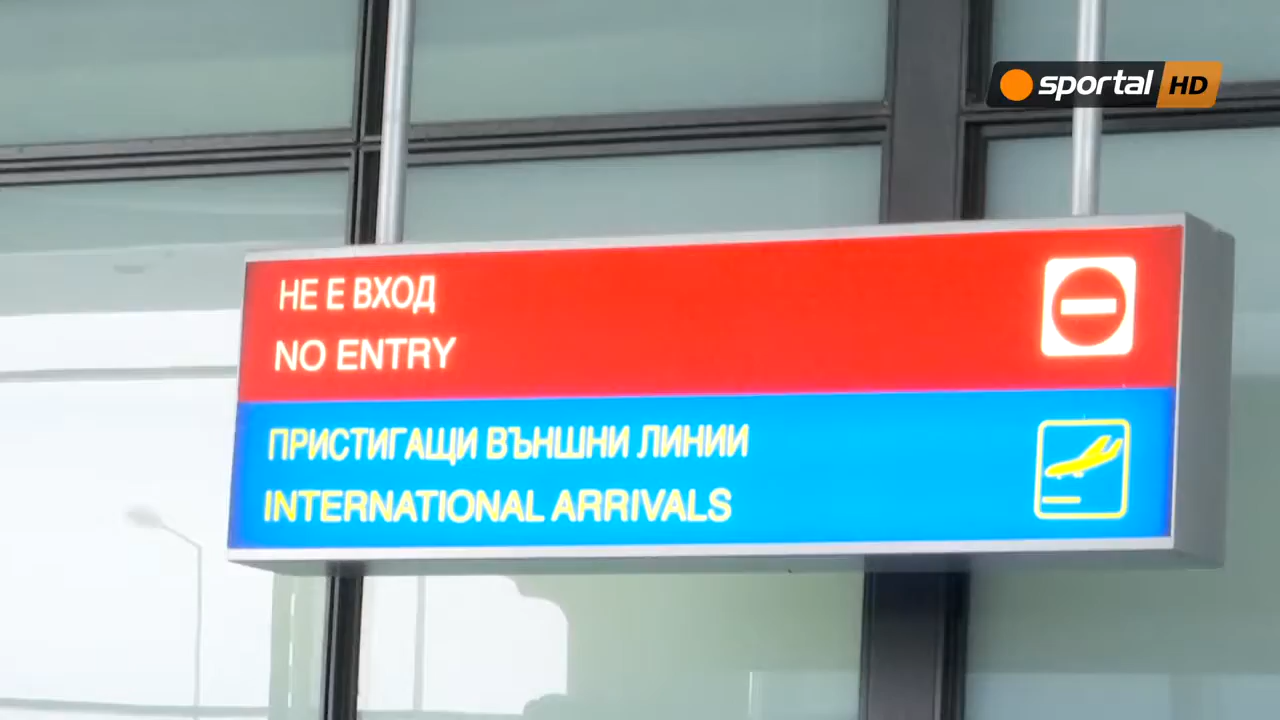 sportal HD
НЕ Е ВХОД
NO ENTRY
ПРИСТИГАЩИ ВЪНШНИ ЛИНИИ
INTERNATIONAL ARRIVALS